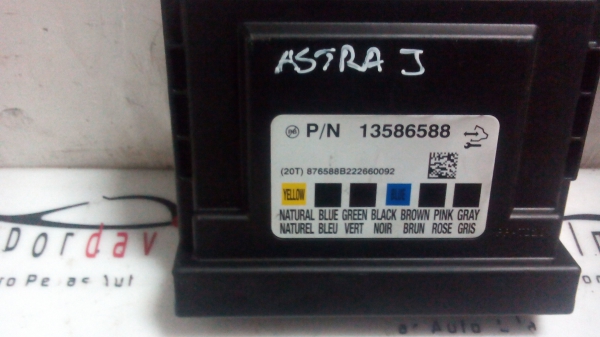 ASTRA J
P/N 13586588
(20T) 876588B222660092
YELLOW BLUE
NATURAL BLUE GREEN BLACK BROWN PINK GRAY
NATUREL BLEU VERT NOIR BRUN ROSE GRIS
Dordav